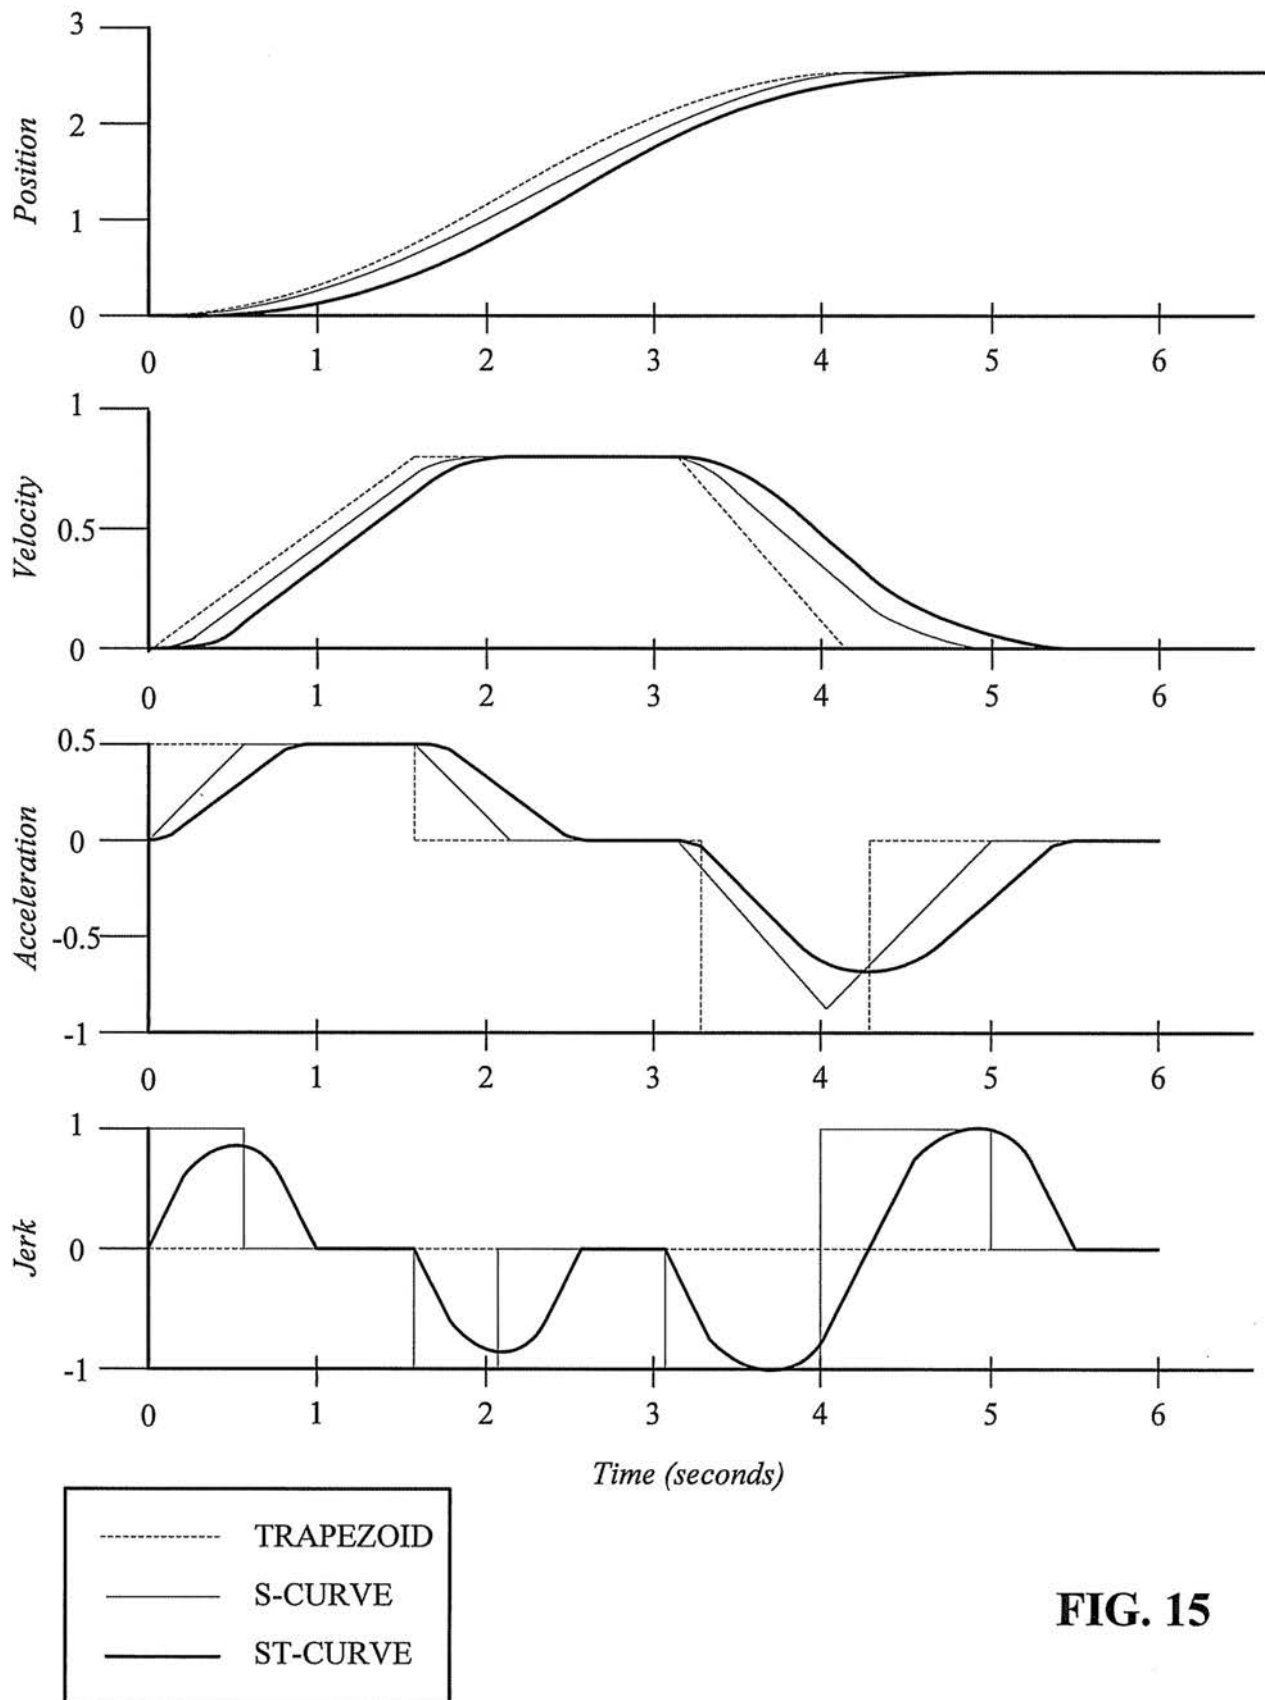 3
2
1
0
Position
0 1 2 3 4 5 6
1
0.5
0
Velocity
0 1 2 3 4 5 6
0.5
0
-0.5
-1
Acceleration
0 1 2 3 4 5 6
1
0
-1
Jerk
0 1 2 3 4 5 6
Time (seconds)
TRAPEZOID
S-CURVE
ST-CURVE
FIG. 15